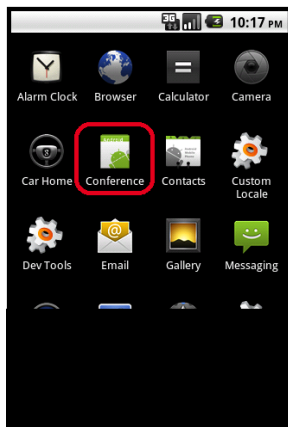 3G 10:17 PM
Alarm Clock Browser Calculator Camera
Car Home Conference Contacts Custom Locale
Dev Tools Email Gallery Messaging